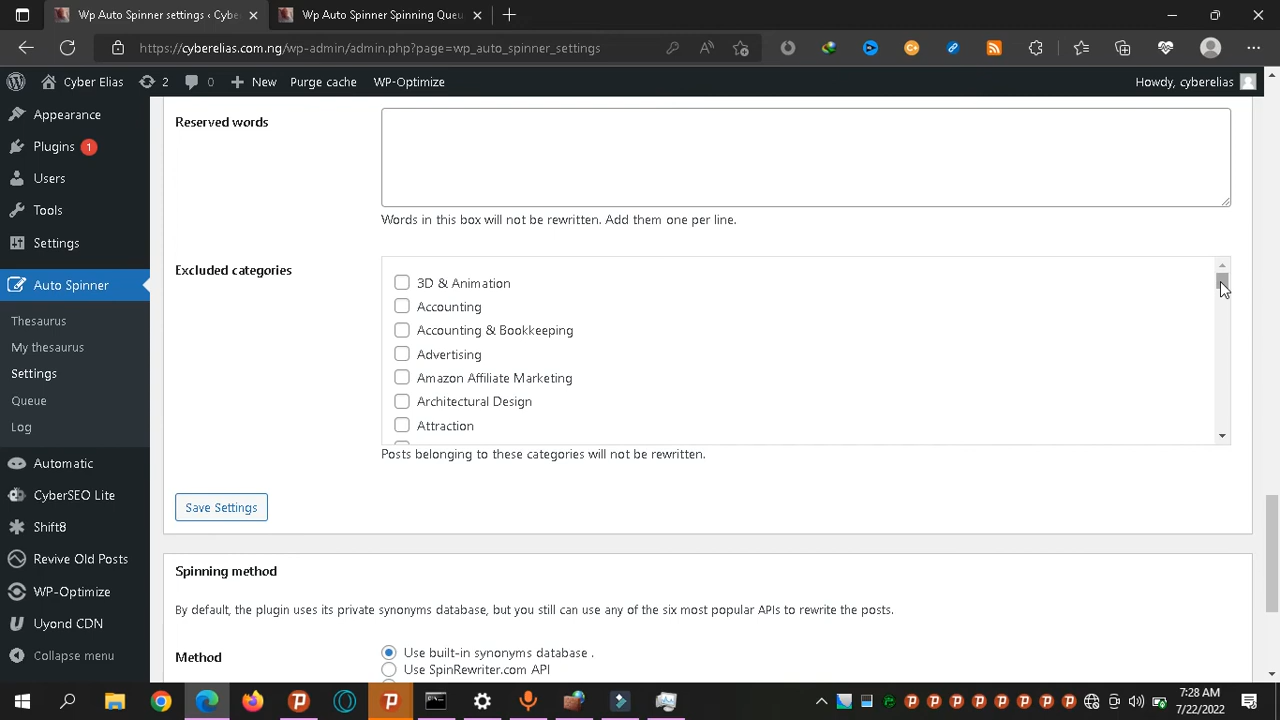 Wp Auto Spinner settings ‹ Cybe
Wp Auto Spinner Spinning Queu
https://cyberelias.com.ng/wp-admin/admin.php?page=wp_auto_spinner_settings
Cyber Elias
2
0
New
Purge cache
WP-Optimize
Howdy, cyberelias
Appearance
Plugins 1
Users
Tools
Settings
Auto Spinner
Thesaurus
My thesaurus
Settings
Queue
Log
Automatic
CyberSEO Lite
Shift8
Revive Old Posts
WP-Optimize
Uyond CDN
Collapse menu
Reserved words
Words in this box will not be rewritten. Add them one per line.
Excluded categories
3D & Animation
Accounting
Accounting & Bookkeeping
Advertising
Amazon Affiliate Marketing
Architectural Design
Attraction
Posts belonging to these categories will not be rewritten.
Save Settings
Spinning method
By default, the plugin uses its private synonyms database, but you still can use any of the six most popular APIs to rewrite the posts.
Method
Use built-in synonyms database .
Use SpinRewriter.com API
7:28 AM
7/22/2022